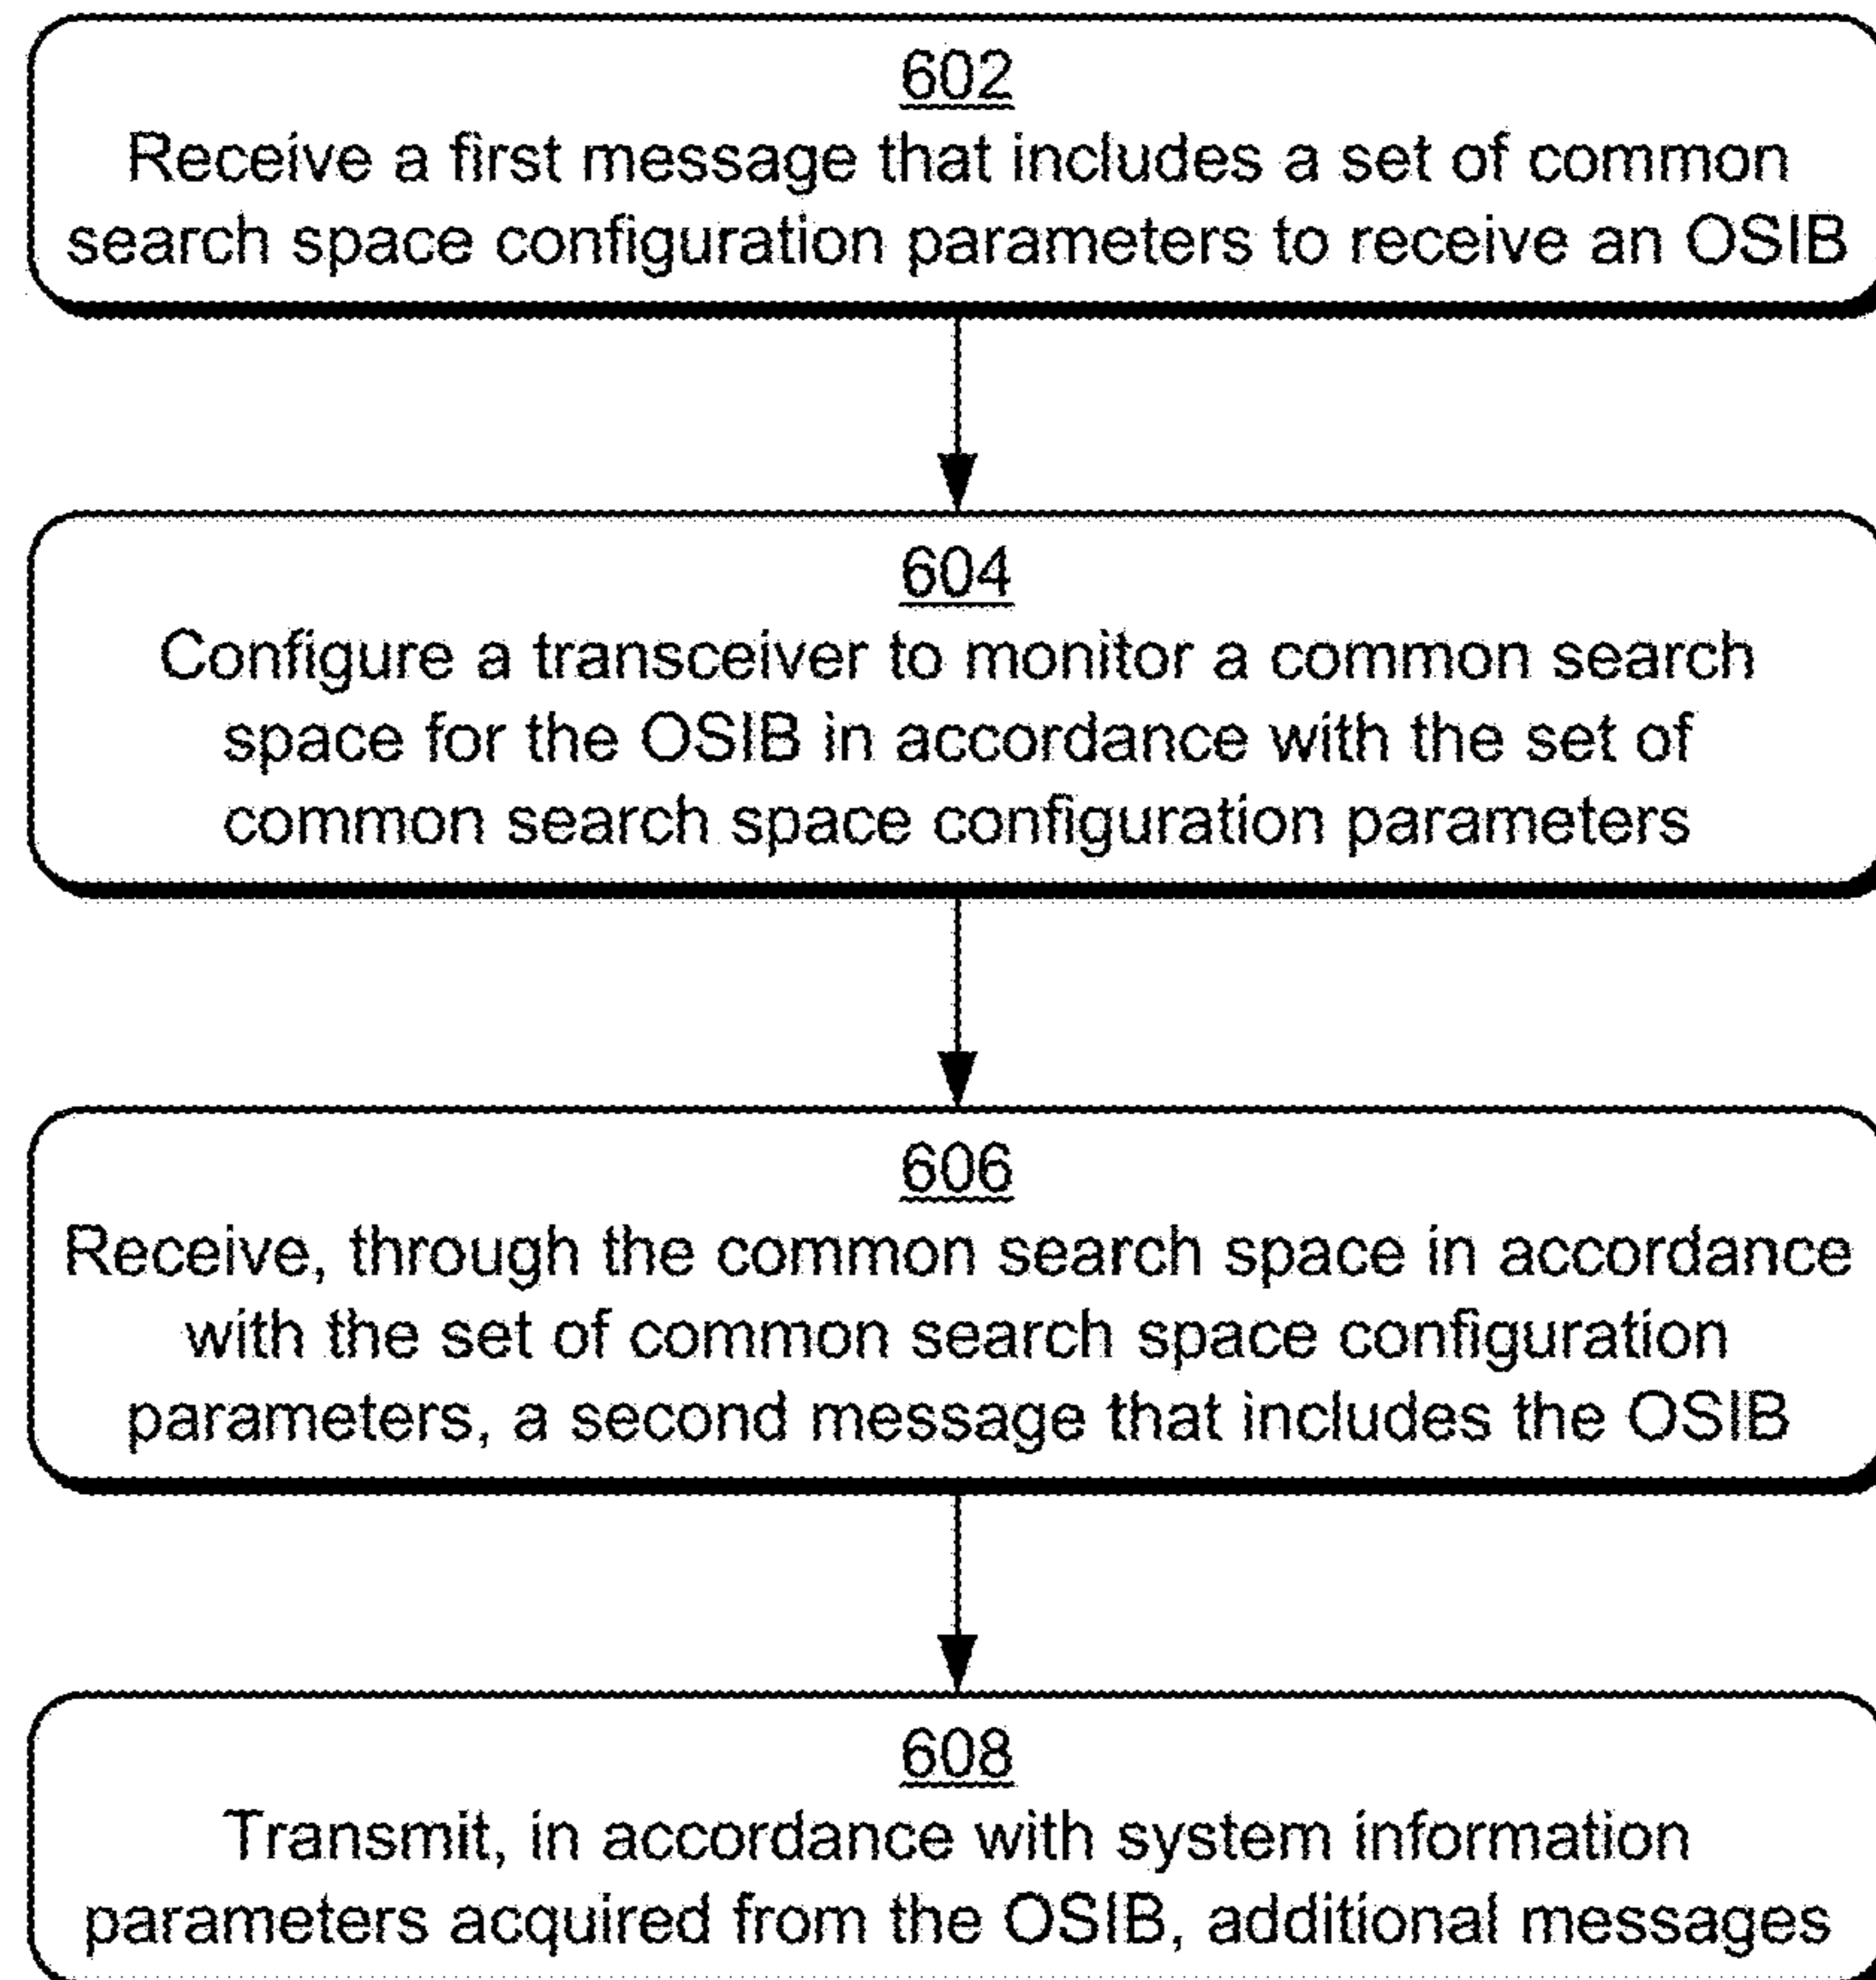 602
Receive a first message that includes a set of common
search space configuration parameters to receive an OSIB
604
Configure a transceiver to monitor a common search
space for the OSIB in accordance with the set of
common search space configuration parameters
606
Receive, through the common search space in accordance
with the set of common search space configuration
parameters, a second message that includes the OSIB
608
Transmit, in accordance with system information
parameters acquired from the OSIB, additional messages